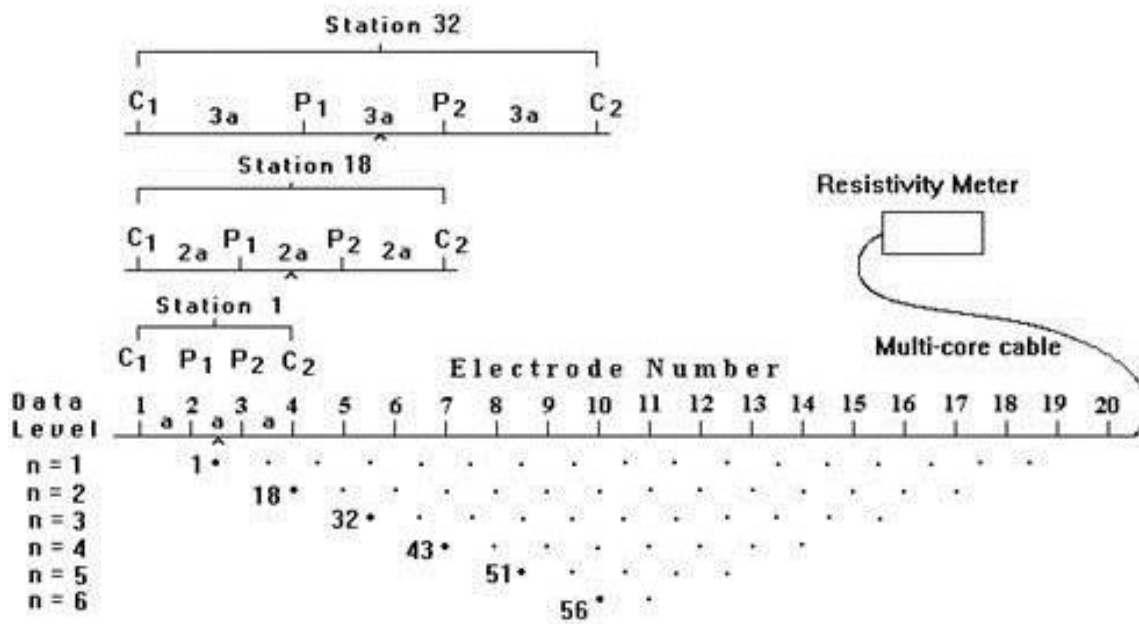 Station 32
C1 3a P1 3a P2 3a C2
Station 18
C1 2a P1 2a P2 2a C2
Resistivity Meter
Station 1
C1 P1 P2 C2
Multi-core cable
Electrode Number
Data Level
1 2 3 4 5 6 7 8 9 10 11 12 13 14 15 16 17 18 19 20
a a a
n = 1 1
n = 2 18
n = 3 32
n = 4 43
n = 5 51
n = 6 56